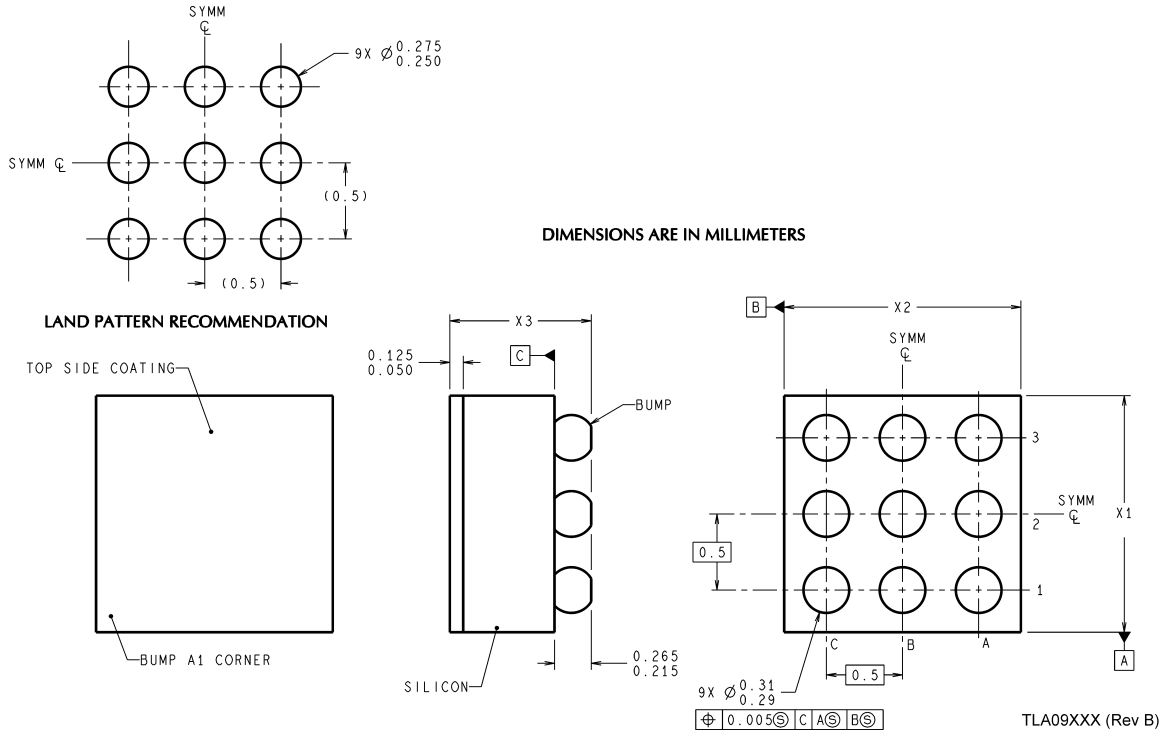 SYMM
℄
9X ⌀ 0.275
0.250
SYMM ℄
(0.5)
(0.5)
LAND PATTERN RECOMMENDATION
DIMENSIONS ARE IN MILLIMETERS
TOP SIDE COATING
BUMP A1 CORNER
X3
0.125
0.050
C
BUMP
SILICON
0.265
0.215
B
X2
SYMM
℄
3
SYMM
℄
2
X1
0.5
1
C
B
A
0.5
A
9X ⌀ 0.31
0.29
⌖ 0.005Ⓢ C AⓈ BⓈ
TLA09XXX (Rev B)